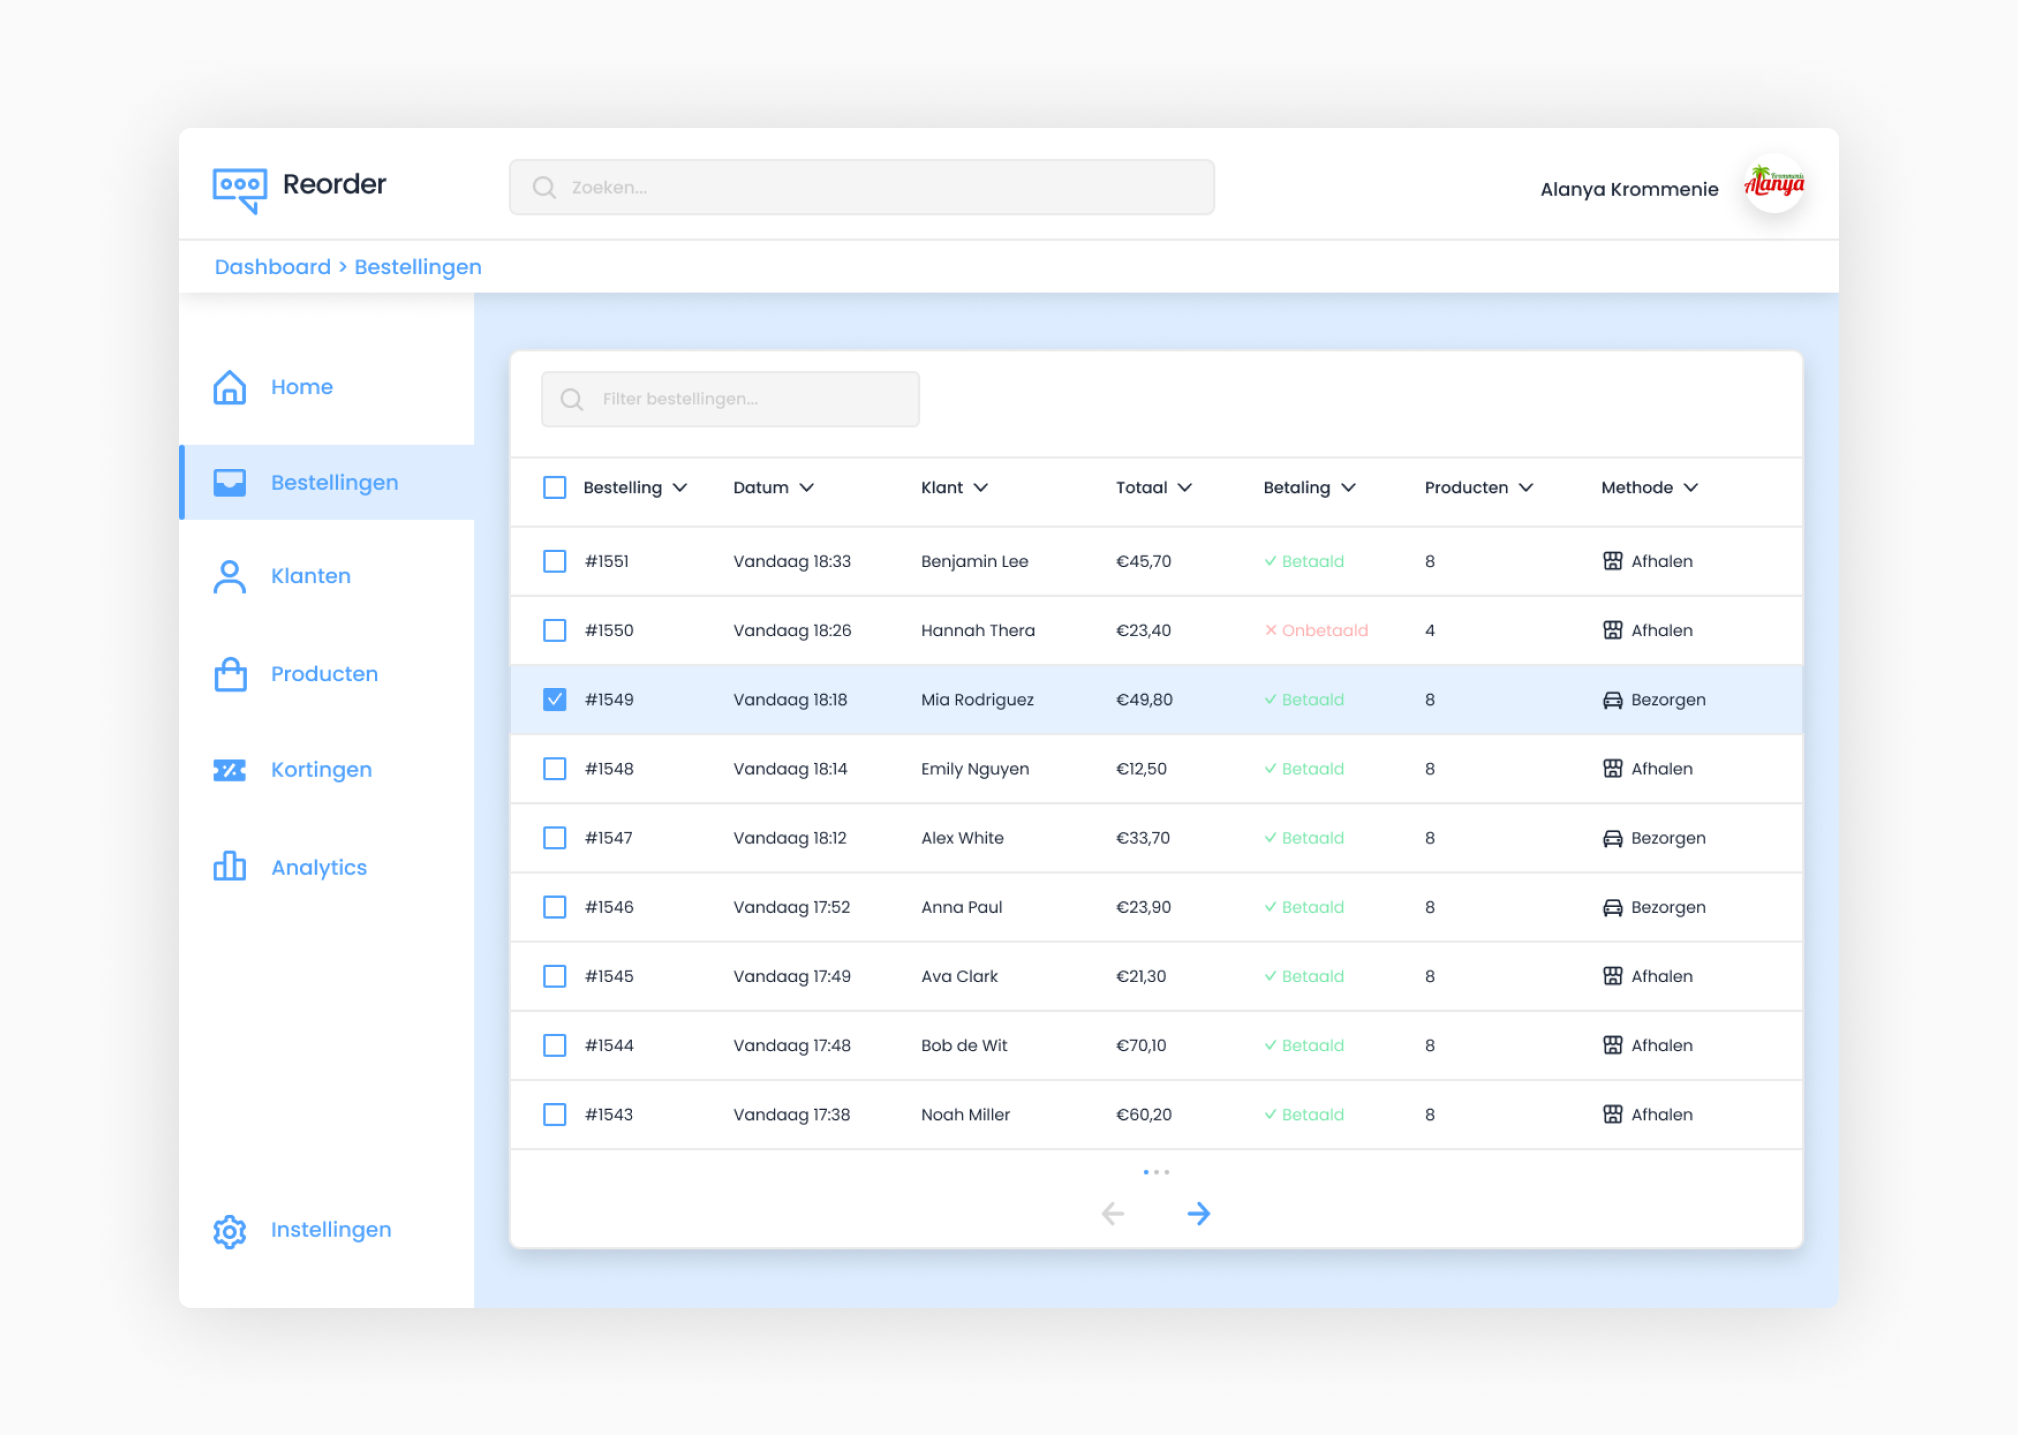 Reorder
Zoeken...
Alanya Krommenie
Krommenie
Alanya
Dashboard > Bestellingen
Home
Bestellingen
Klanten
Producten
Kortingen
Analytics
Instellingen
Filter bestellingen...
Bestelling Datum Klant Totaal Betaling Producten Methode
#1551 Vandaag 18:33 Benjamin Lee €45,70 Betaald 8 Afhalen
#1550 Vandaag 18:26 Hannah Thera €23,40 Onbetaald 4 Afhalen
#1549 Vandaag 18:18 Mia Rodriguez €49,80 Betaald 8 Bezorgen
#1548 Vandaag 18:14 Emily Nguyen €12,50 Betaald 8 Afhalen
#1547 Vandaag 18:12 Alex White €33,70 Betaald 8 Bezorgen
#1546 Vandaag 17:52 Anna Paul €23,90 Betaald 8 Bezorgen
#1545 Vandaag 17:49 Ava Clark €21,30 Betaald 8 Afhalen
#1544 Vandaag 17:48 Bob de Wit €70,10 Betaald 8 Afhalen
#1543 Vandaag 17:38 Noah Miller €60,20 Betaald 8 Afhalen